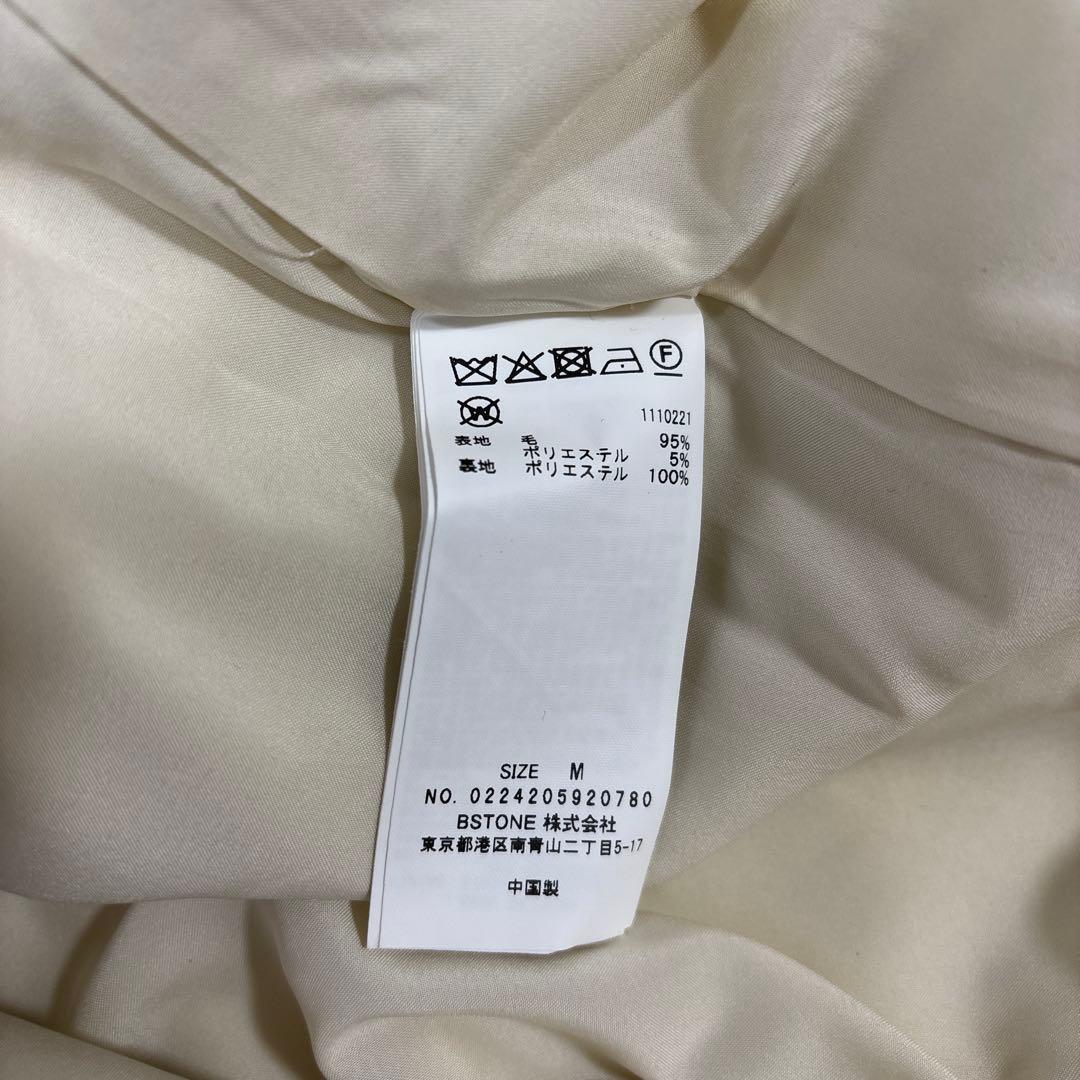 F
W
1110221
表地 毛 95%
ポリエステル 5%
裏地 ポリエステル 100%
SIZE M
NO. 0224205920780
BSTONE 株式会社
東京都港区南青山二丁目5-17
中国製